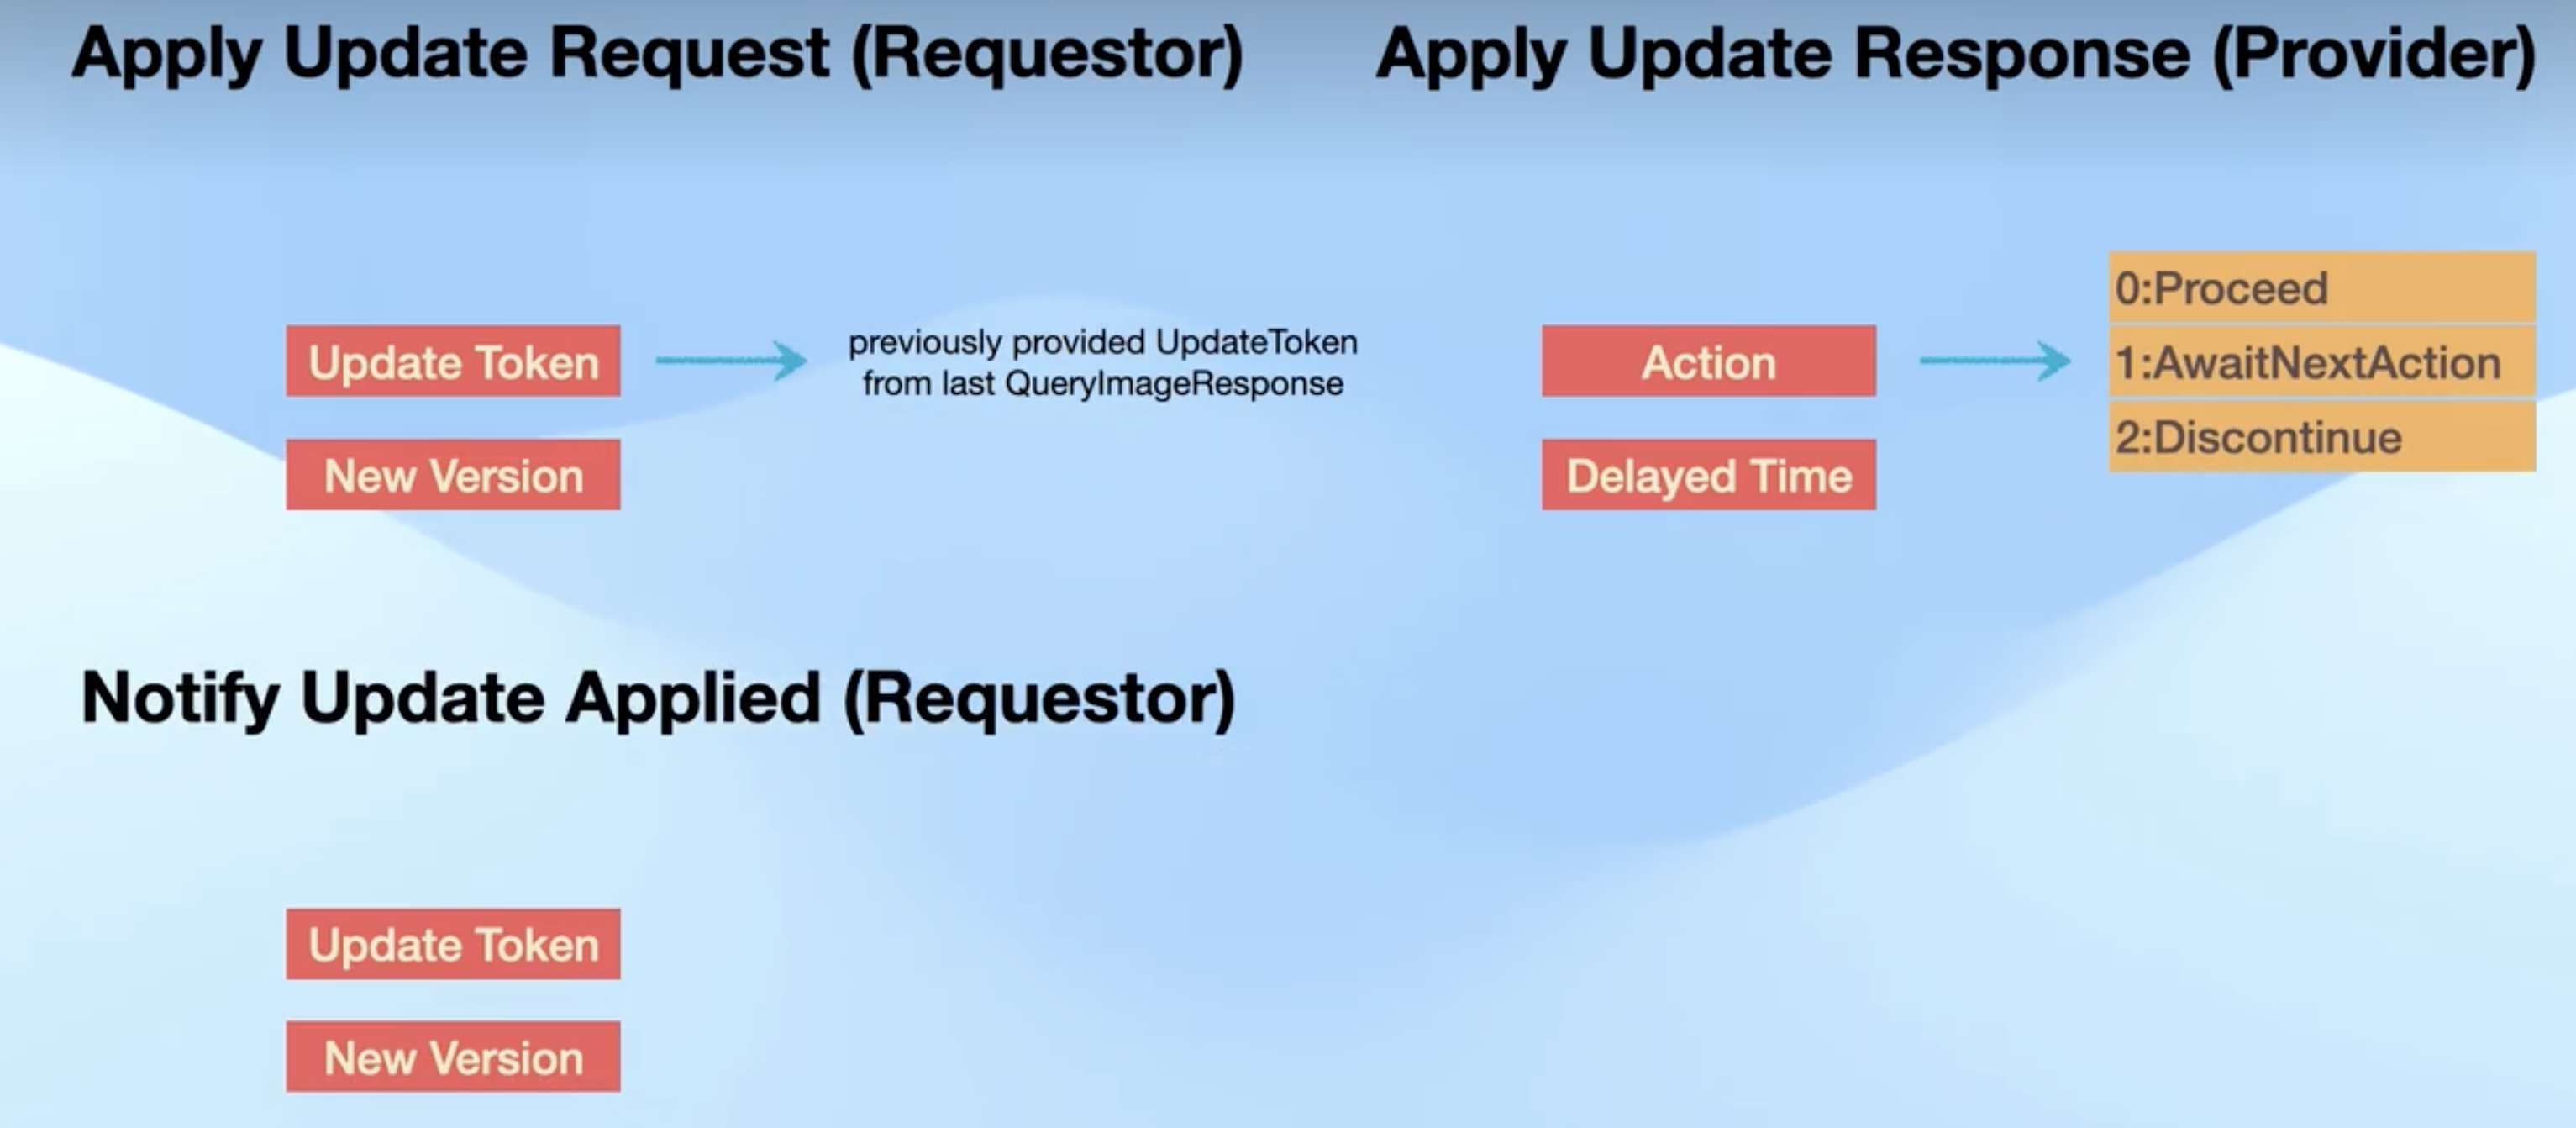 Apply Update Request (Requestor)
Apply Update Response (Provider)
Update Token
previously provided UpdateToken
from last QueryImageResponse
New Version
Action
Delayed Time
0:Proceed
1:AwaitNextAction
2:Discontinue
Notify Update Applied (Requestor)
Update Token
New Version